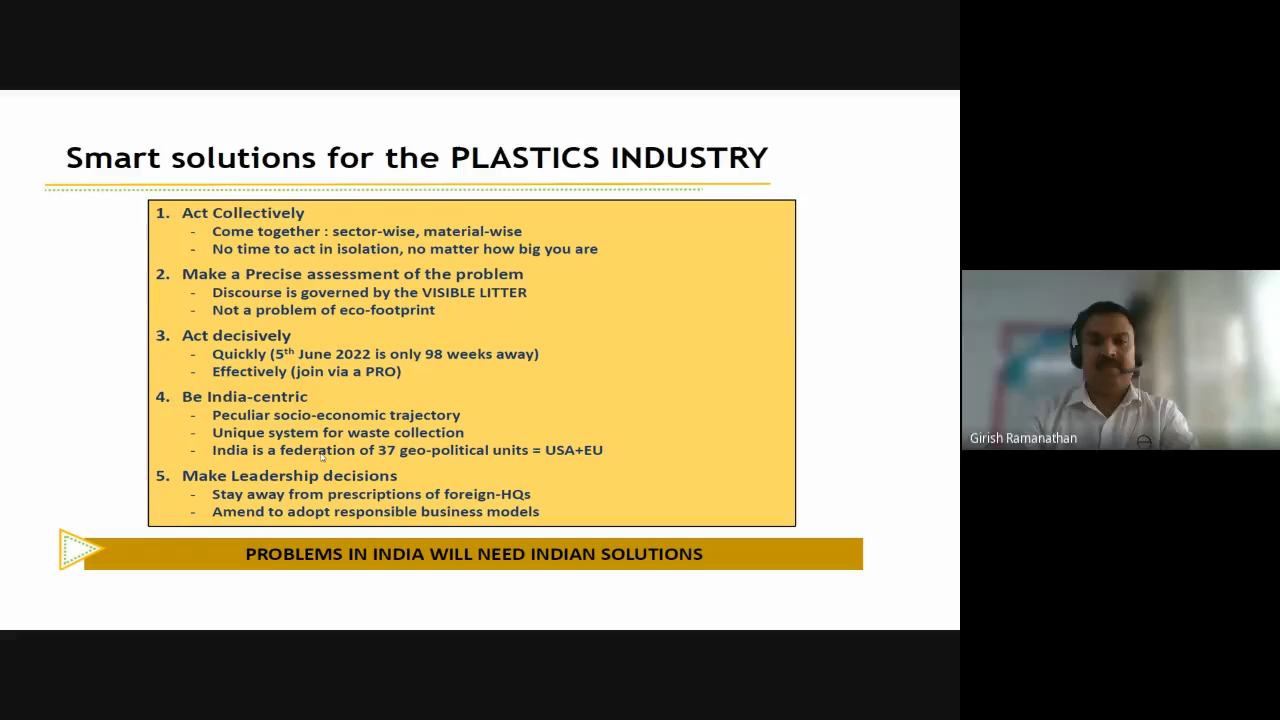 Smart solutions for the PLASTICS INDUSTRY
1. Act Collectively
- Come together : sector-wise, material-wise
- No time to act in isolation, no matter how big you are
2. Make a Precise assessment of the problem
- Discourse is governed by the VISIBLE LITTER
- Not a problem of eco-footprint
3. Act decisively
- Quickly (5th June 2022 is only 98 weeks away)
- Effectively (join via a PRO)
4. Be India-centric
- Peculiar socio-economic trajectory
- Unique system for waste collection
- India is a federation of 37 geo-political units = USA+EU
5. Make Leadership decisions
- Stay away from prescriptions of foreign-HQs
- Amend to adopt responsible business models
PROBLEMS IN INDIA WILL NEED INDIAN SOLUTIONS
Girish Ramanathan